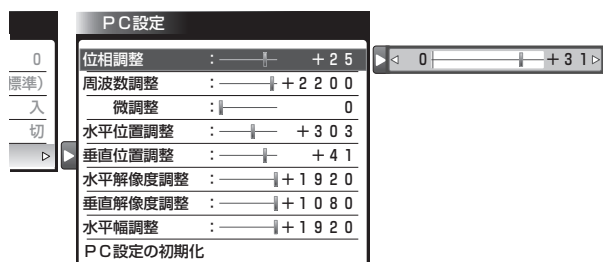 PC設定
0
標準)
入
切
位相調整 : +25
周波数調整 : +2200
微調整 : 0
水平位置調整 : +303
垂直位置調整 : +41
水平解像度調整 : +1920
垂直解像度調整 : +1080
水平幅調整 : +1920
PC設定の初期化
0 +31